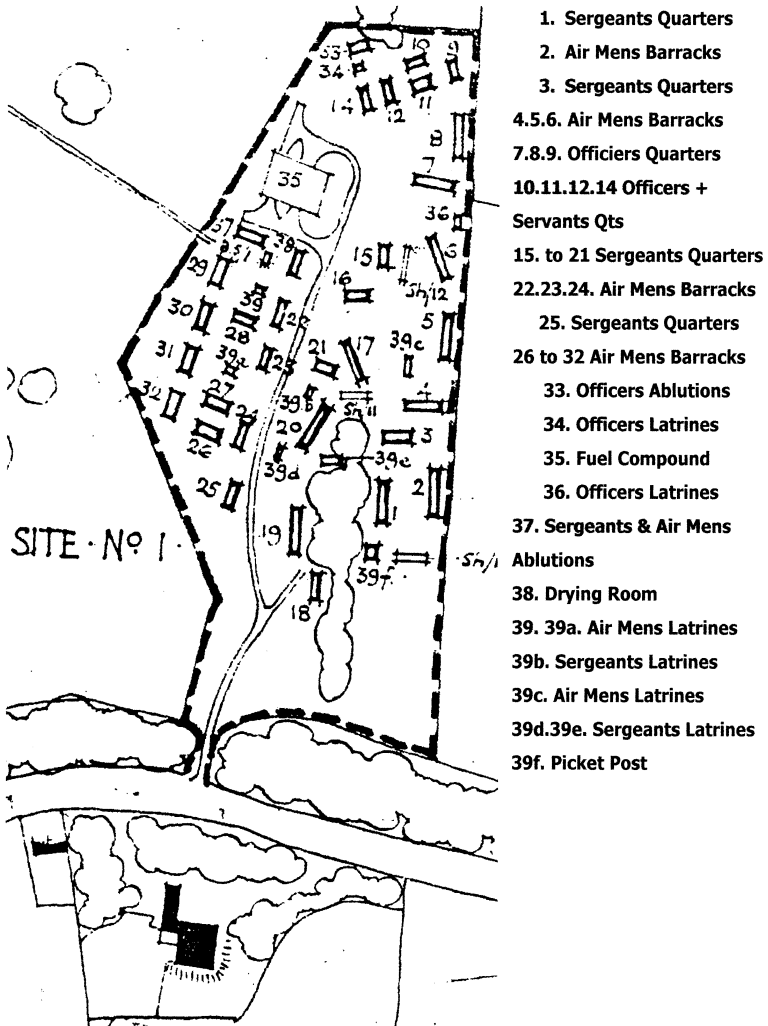 33
10
9
34
14
12
11
8
7
35
36
37
38
6
15
29
Sh/12
16
39
30
28
22
5
31
39a
23
21
17
39c
32
27
39b
Sh/11
4
24
20
26
3
39e
39d
25
2
1
19
SITE · No 1 ·
39f
18
1. Sergeants Quarters
2. Air Mens Barracks
3. Sergeants Quarters
4.5.6. Air Mens Barracks
7.8.9. Officiers Quarters
10.11.12.14 Officers +
Servants Qts
15. to 21 Sergeants Quarters
22.23.24. Air Mens Barracks
25. Sergeants Quarters
26 to 32 Air Mens Barracks
33. Officers Ablutions
34. Officers Latrines
35. Fuel Compound
36. Officers Latrines
37. Sergeants & Air Mens
Ablutions
38. Drying Room
39. 39a. Air Mens Latrines
39b. Sergeants Latrines
39c. Air Mens Latrines
39d.39e. Sergeants Latrines
39f. Picket Post